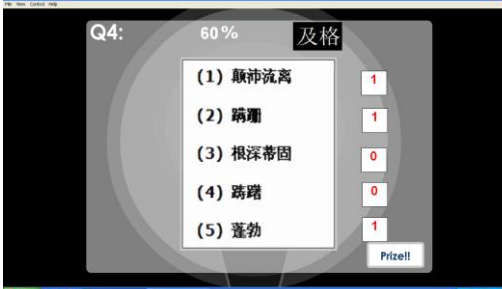 File View Control Help
Q4: 60% 及格
(1) 颠沛流离 1
(2) 蹒跚 1
(3) 根深蒂固 0
(4) 踌躇 0
(5) 蓬勃 1
Prize!!